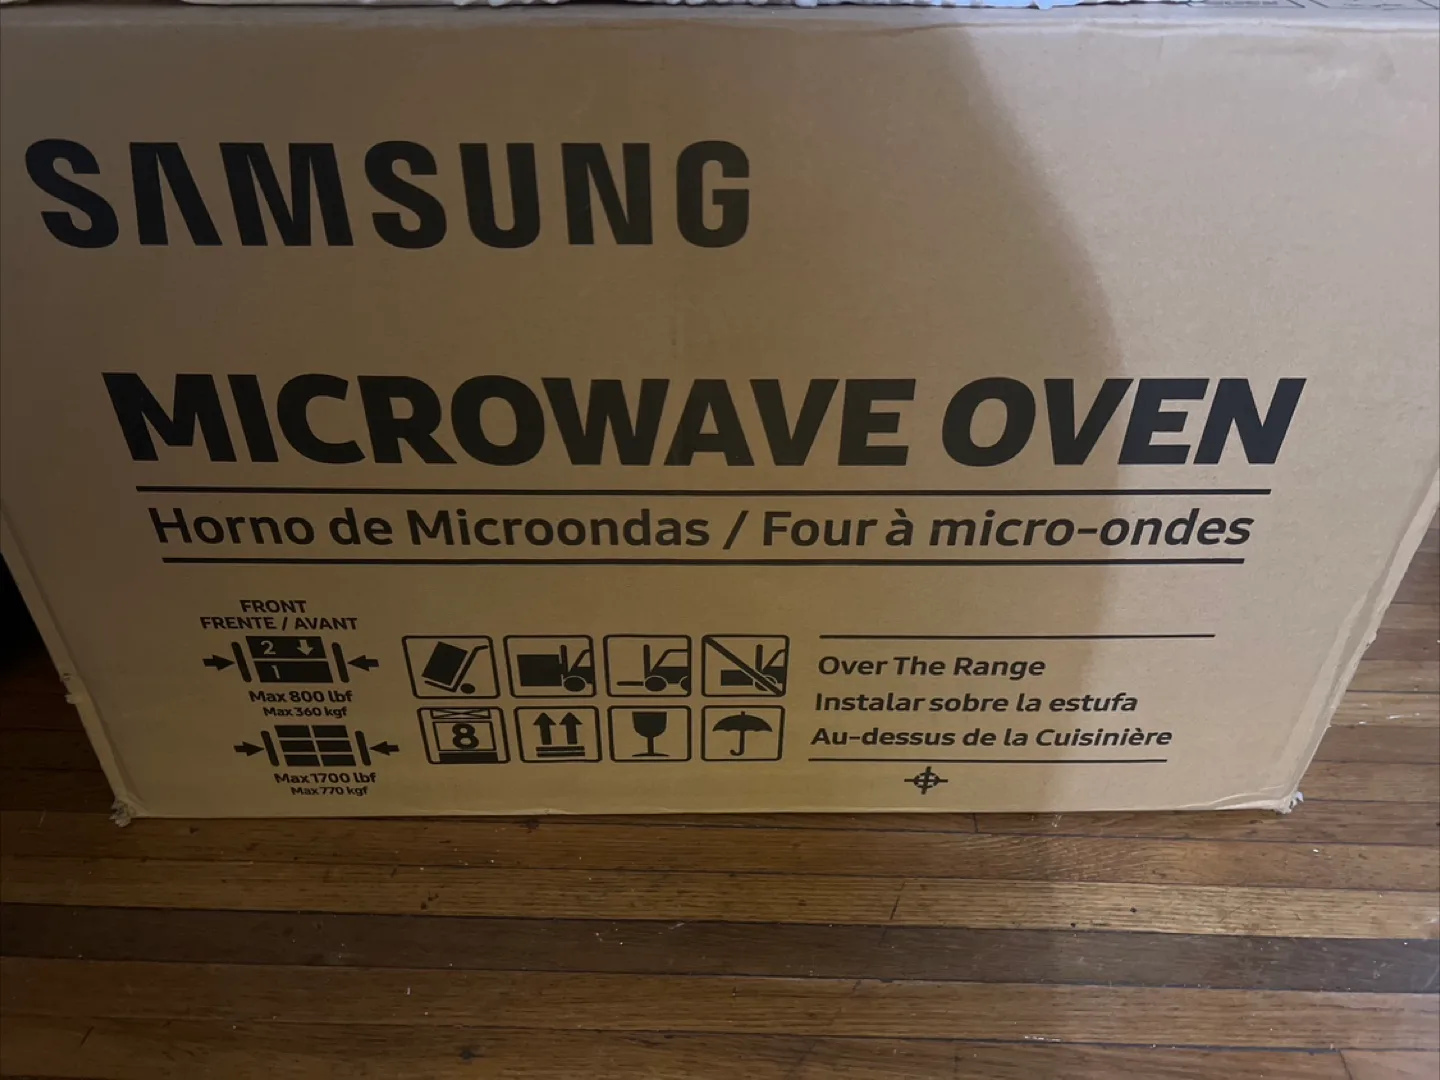 SAMSUNG
MICROWAVE OVEN
Horno de Microondas / Four à micro-ondes
FRONT
FRENTE / AVANT
2
1
Max 800 lbf
Max 360 kgf
Max 1700 lbf
Max 770 kgf
8
Over The Range
Instalar sobre la estufa
Au-dessus de la Cuisinière